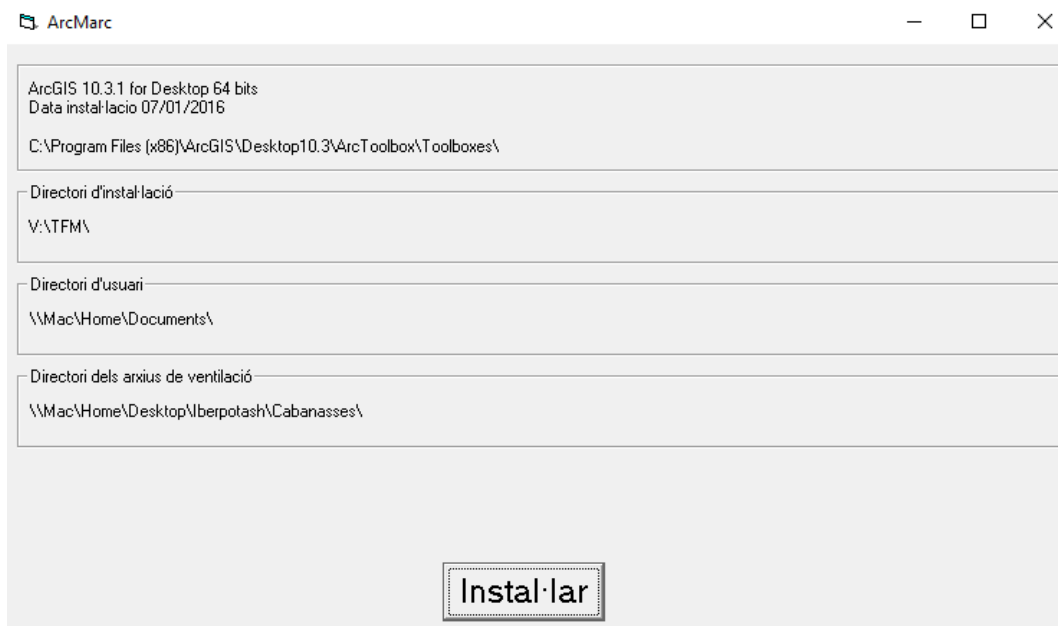 ArcMarc
ArcGIS 10.3.1 for Desktop 64 bits
Data instal·lacio 07/01/2016
C:\Program Files (x86)\ArcGIS\Desktop10.3\ArcToolbox\Toolboxes\
Directori d'instal·lació
V:\TFM\
Directori d'usuari
\\Mac\Home\Documents\
Directori dels arxius de ventilació
\\Mac\Home\Desktop\Iberpotash\Cabanasses\
Instal·lar